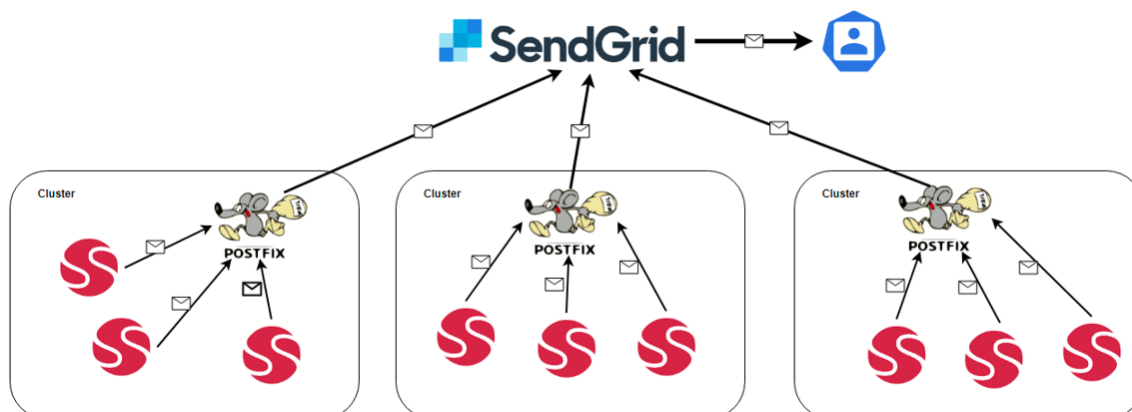 SendGrid
Cluster
POSTFIX
Cluster
POSTFIX
Cluster
POSTFIX